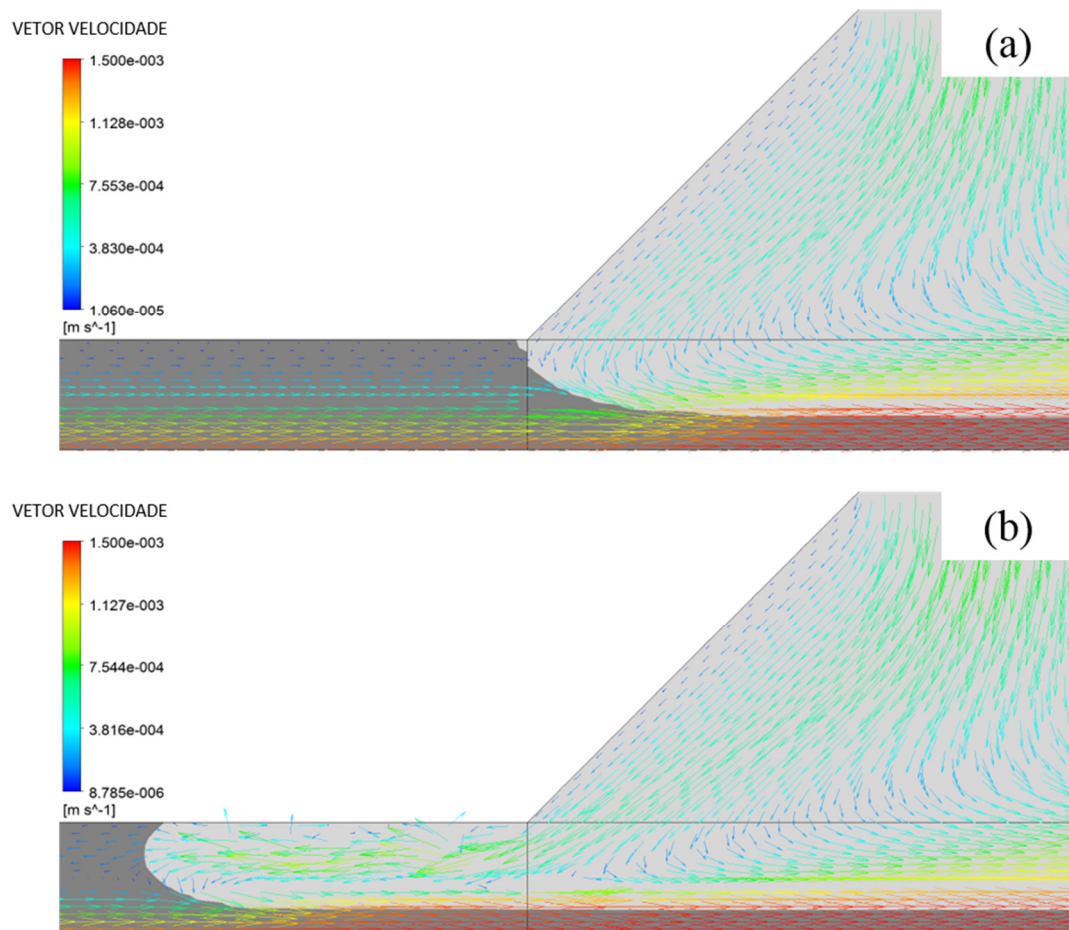 VETOR VELOCIDADE
(a)
1.500e-003
1.128e-003
7.553e-004
3.830e-004
1.060e-005
[m s^-1]
VETOR VELOCIDADE
(b)
1.500e-003
1.127e-003
7.544e-004
3.816e-004
8.785e-006
[m s^-1]